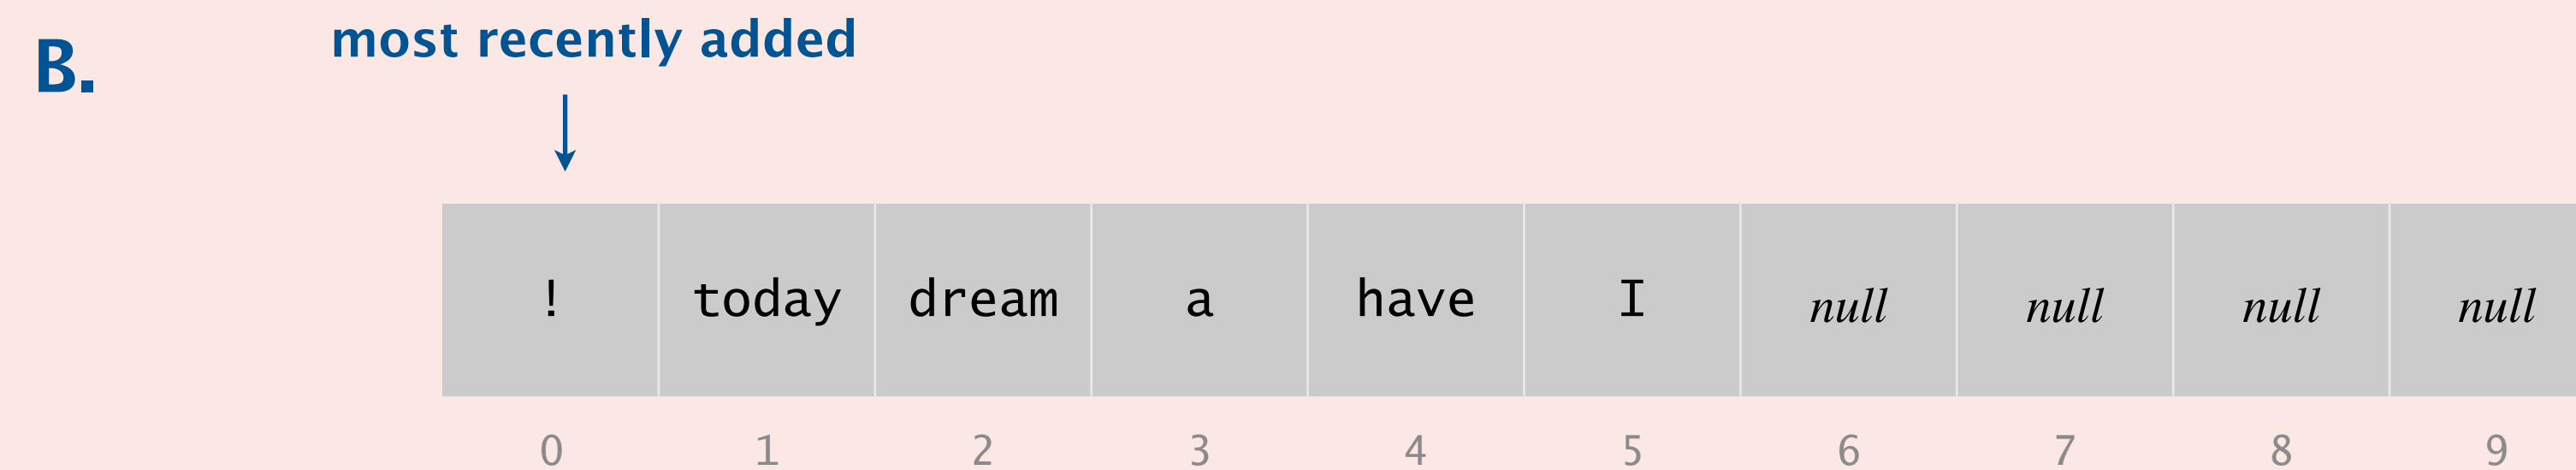 B.
most recently added
! today dream a have I null null null null
0 1 2 3 4 5 6 7 8 9